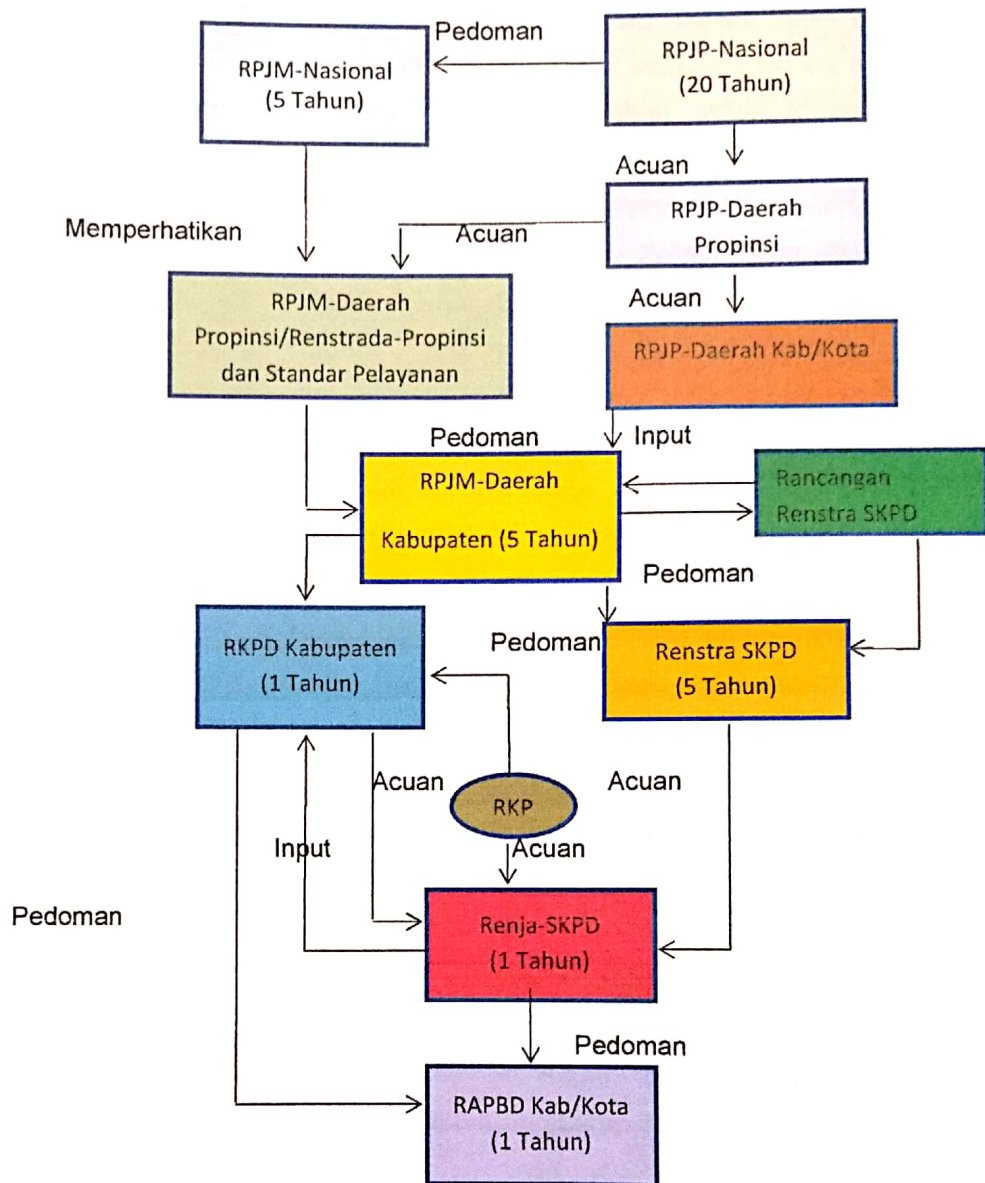 Pedoman
RPJM-Nasional
(5 Tahun)
RPJP-Nasional
(20 Tahun)
Acuan
RPJP-Daerah
Propinsi
Memperhatikan
Acuan
Acuan
RPJM-Daerah
Propinsi/Renstrada-Propinsi
dan Standar Pelayanan
RPJP-Daerah Kab/Kota
Pedoman
Input
RPJM-Daerah
Kabupaten (5 Tahun)
Rancangan
Renstra SKPD
Pedoman
RKPD Kabupaten
(1 Tahun)
Pedoman
Renstra SKPD
(5 Tahun)
Acuan
RKP
Acuan
Input
Acuan
Pedoman
Renja-SKPD
(1 Tahun)
Pedoman
RAPBD Kab/Kota
(1 Tahun)